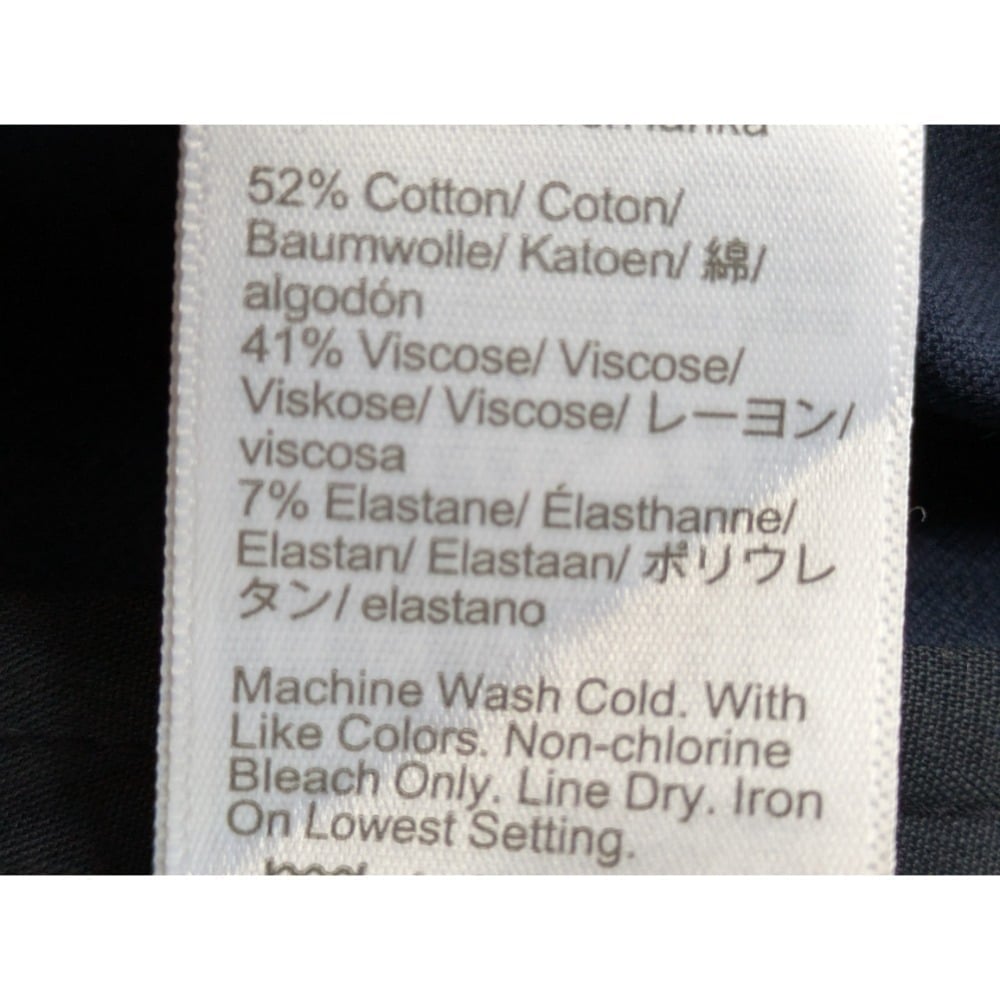 52% Cotton/ Coton/
Baumwolle/ Katoen/ 綿/
algodón
41% Viscose/ Viscose/
Viskose/ Viscose/ レーヨン/
viscosa
7% Elastane/ Élasthanne/
Elastan/ Elastaan/ ポリウレ
タン/ elastano
Machine Wash Cold. With
Like Colors. Non-chlorine
Bleach Only. Line Dry. Iron
On Lowest Setting.